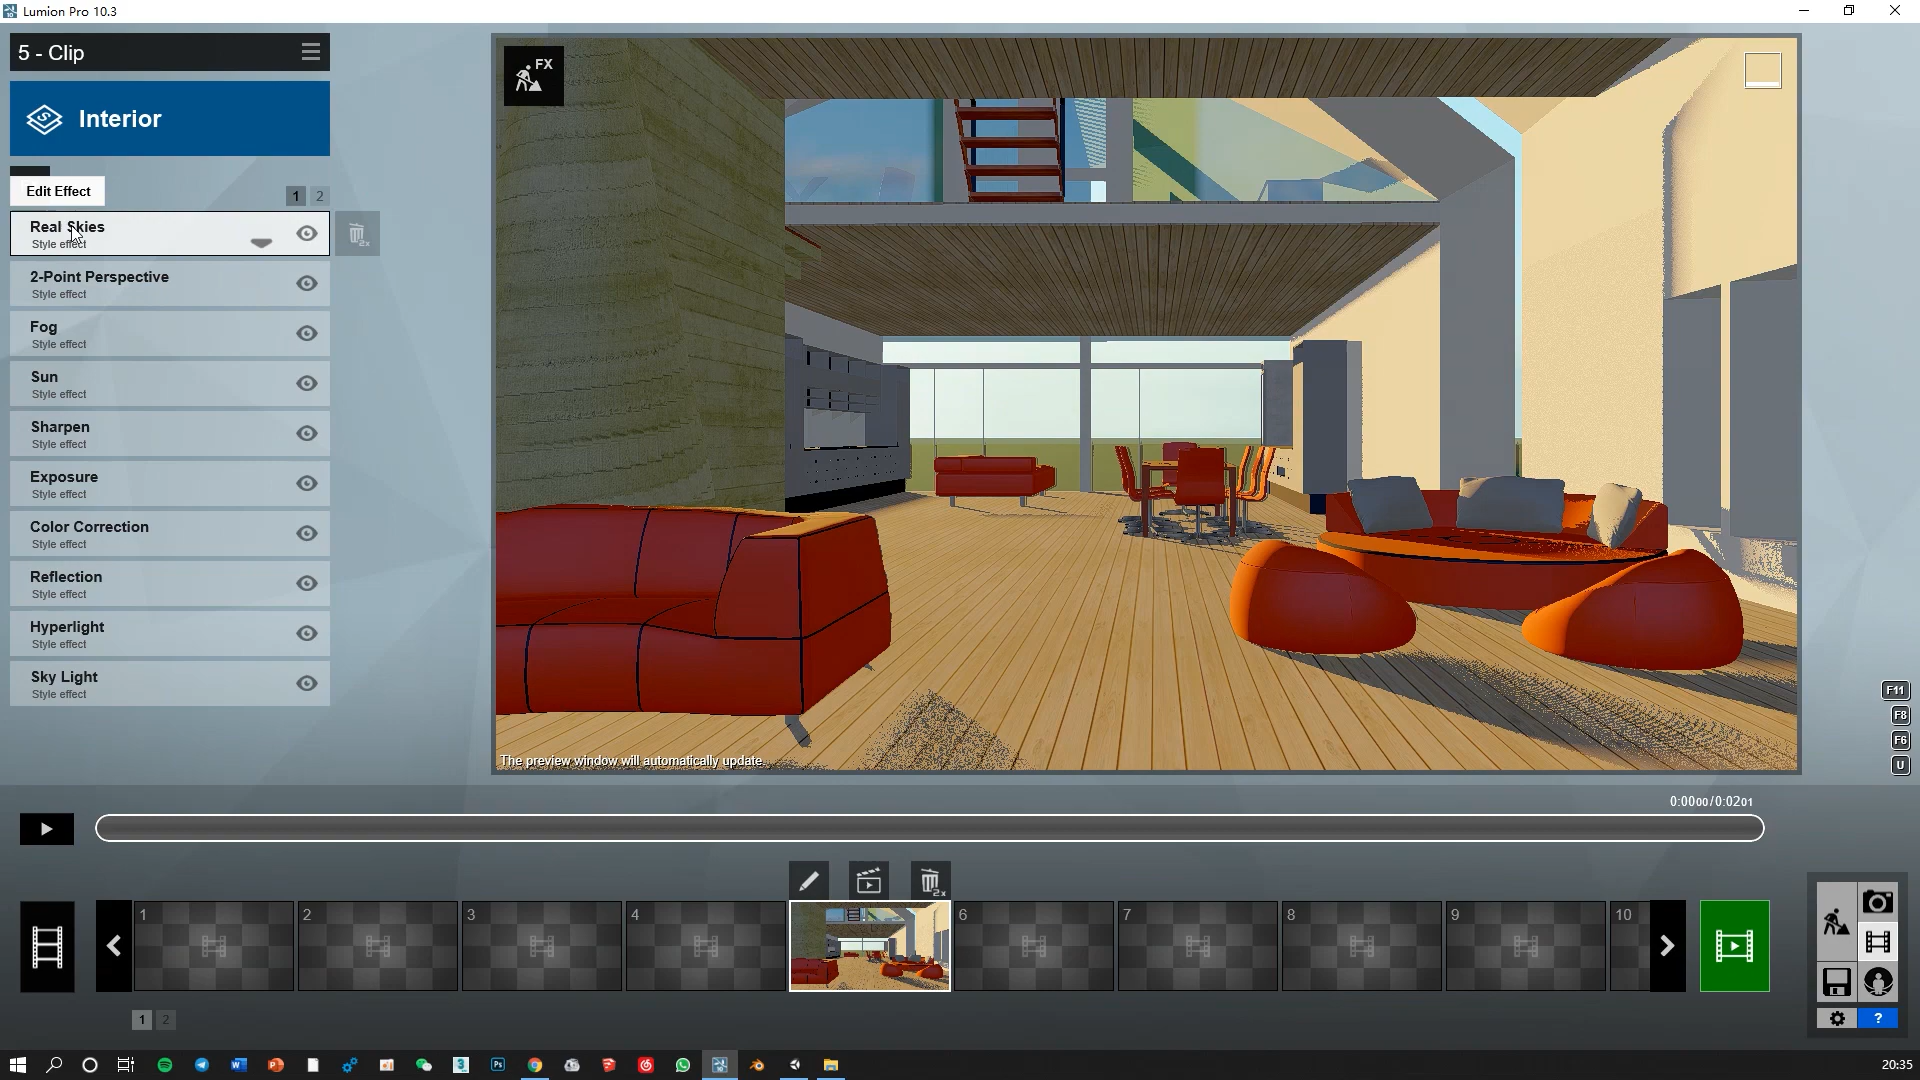 Lumion Pro 10.3
5 - Clip
Interior
Edit Effect
1 2
Real Skies
Style effect
2-Point Perspective
Style effect
Fog
Style effect
Sun
Style effect
Sharpen
Style effect
Exposure
Style effect
Color Correction
Style effect
Reflection
Style effect
Hyperlight
Style effect
Sky Light
Style effect
FX
The preview window will automatically update.
F11
F8
F6
U
0:0000/0:0201
1 2 3 4 6 7 8 9 10
1 2
?
20:35